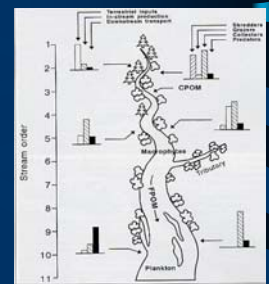 Terrestrial inputs
In-stream production
Downstream transport
Shredders
Grazers
Collectors
Predators
Stream order
1
2
3
4
5
6
7
8
9
10
11
CPOM
Macrophytes
Tributary
FPOM
Plankton